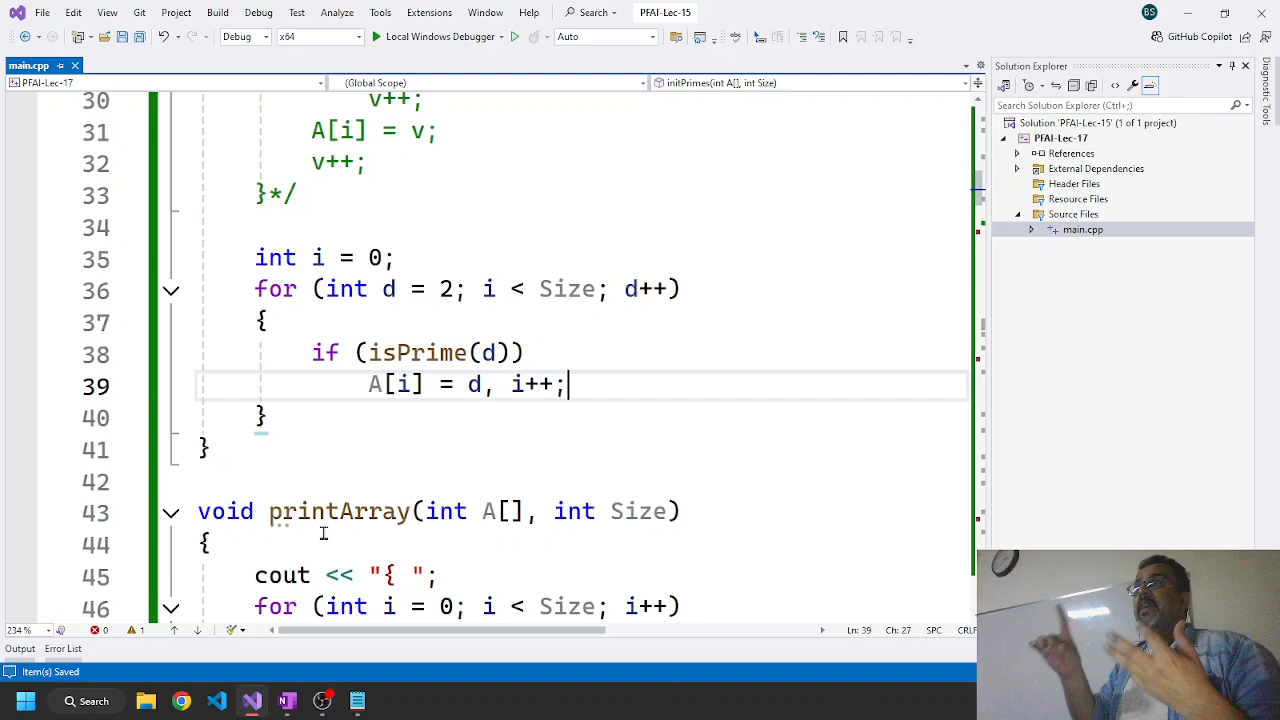 File Edit View Git Project Build Debug Test Analyze Tools Extensions Window Help Search PFAI-Lec-15 BS
Debug x64 Local Windows Debugger Auto GitHub Copilot
main.cpp
PFAI-Lec-17 (Global Scope) initPrimes(int A[], int Size)
30 v++;
31 A[i] = v;
32 v++;
33 }*/
34
35 int i = 0;
36 for (int d = 2; i < Size; d++)
37 {
38 if (isPrime(d))
39 A[i] = d, i++;
40 }
41 }
42
43 void printArray(int A[], int Size)
44 {
45 cout << "{ ";
46 for (int i = 0; i < Size; i++)
234 % 0 1 Ln: 39 Ch: 27 SPC CRLF
Output Error List
Item(s) Saved
Search
Solution Explorer
Search Solution Explorer (Ctrl+;)
Solution 'PFAI-Lec-15' (1 of 1 project)
PFAI-Lec-17
References
External Dependencies
Header Files
Resource Files
Source Files
main.cpp
Diagnostic Tools